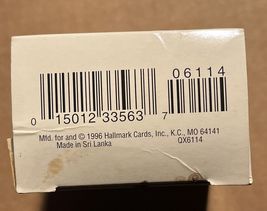 06114
0 15012 33563 7
Mfd. for and © 1996 Hallmark Cards, Inc., K.C., MO 64141
Made in Sri Lanka QX6114